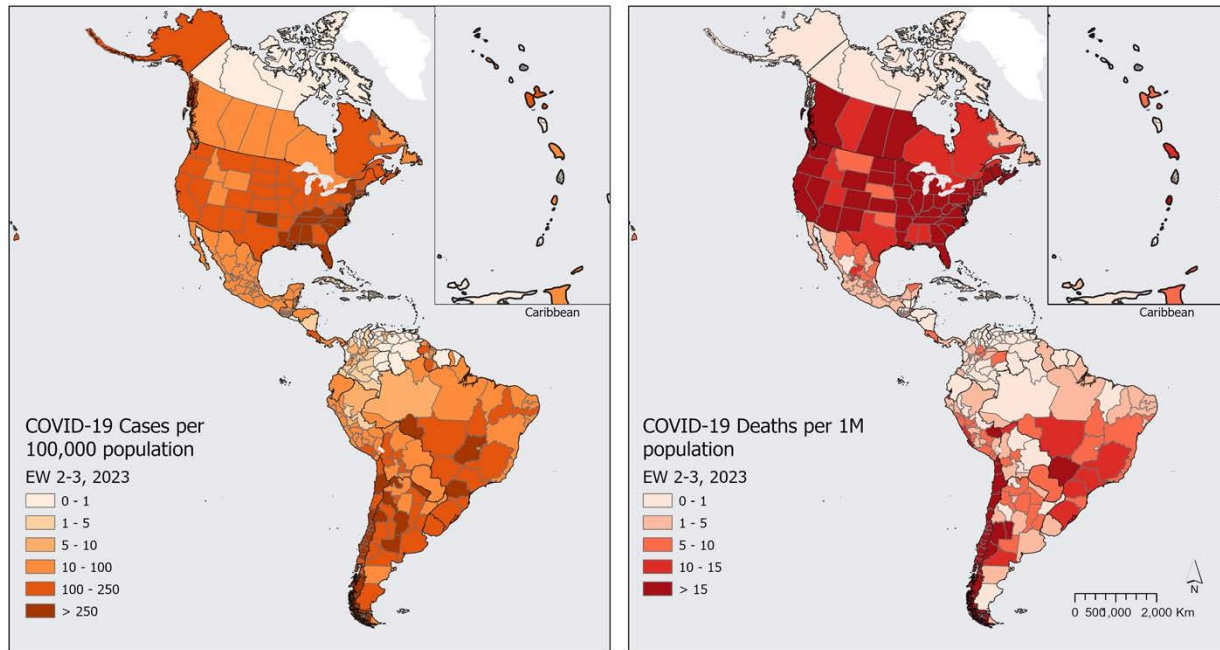 Caribbean
COVID-19 Cases per
100,000 population
EW 2-3, 2023
0 - 1
1 - 5
5 - 10
10 - 100
100 - 250
> 250
Caribbean
COVID-19 Deaths per 1M
population
EW 2-3, 2023
0 - 1
1 - 5
5 - 10
10 - 15
> 15
N
0 5001,000 2,000 Km